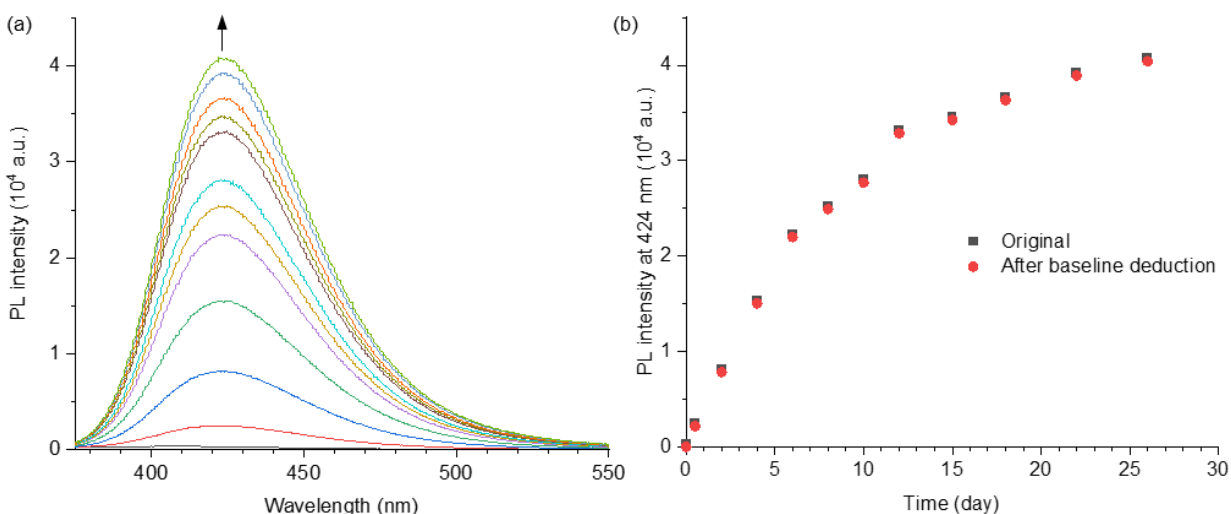 (a)
PL intensity (10⁴ a.u.)
4
3
2
1
0
400
450
500
550
Wavelength (nm)
(b)
PL intensity at 424 nm (10⁴ a.u.)
4
3
2
1
0
Original
After baseline deduction
0
5
10
15
20
25
30
Time (day)